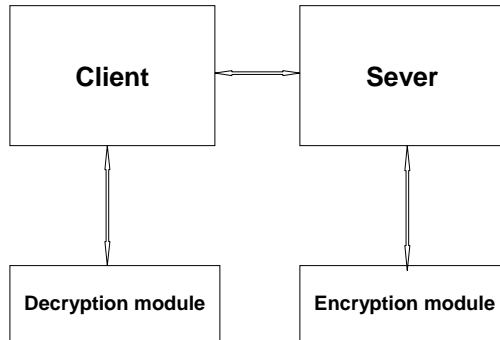 Client
Sever
Decryption module
Encryption module